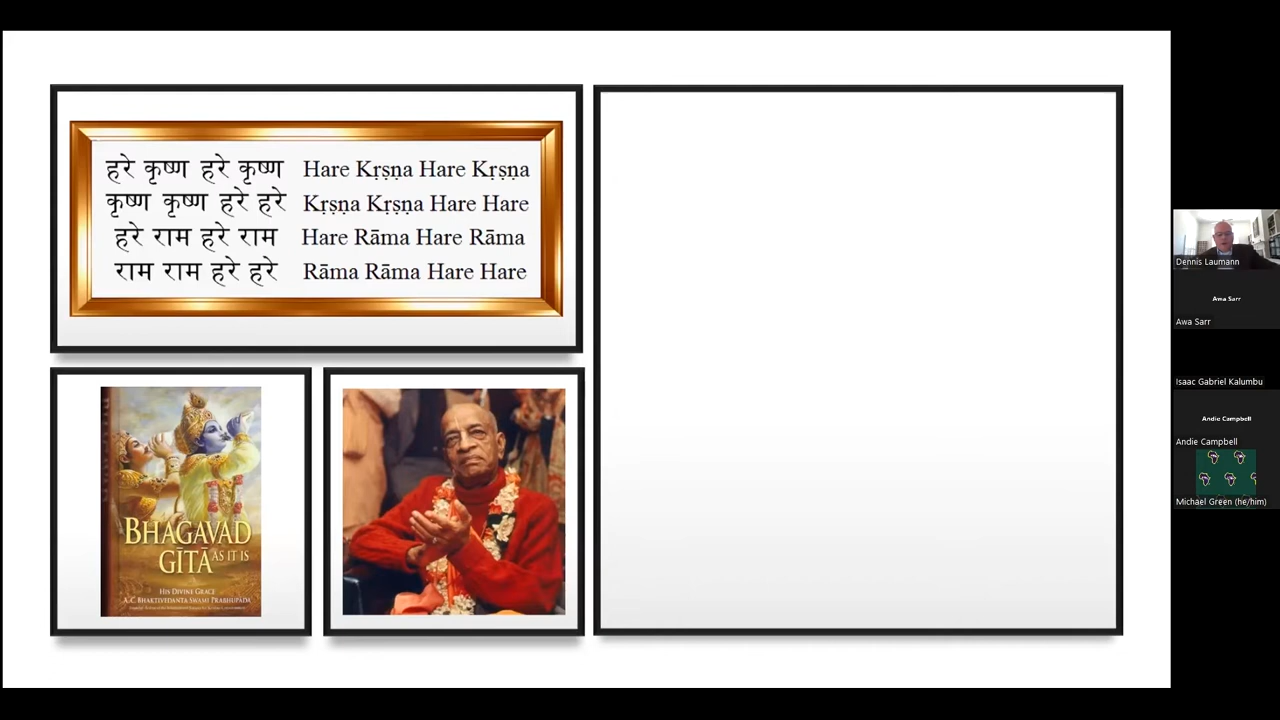 हरे कृष्ण हरे कृष्ण Hare Kṛṣṇa Hare Kṛṣṇa
कृष्ण कृष्ण हरे हरे Kṛṣṇa Kṛṣṇa Hare Hare
हरे राम हरे राम Hare Rāma Hare Rāma
राम राम हरे हरे Rāma Rāma Hare Hare
BHAGAVAD
GĪTĀ AS IT IS
HIS DIVINE GRACE
A.C. BHAKTIVEDANTA SWAMI PRABHUPĀDA
Dennis Laumann
Awa Sarr
Awa Sarr
Isaac Gabriel Kalumbu
Andie Campbell
Andie Campbell
Michael Green (he/him)